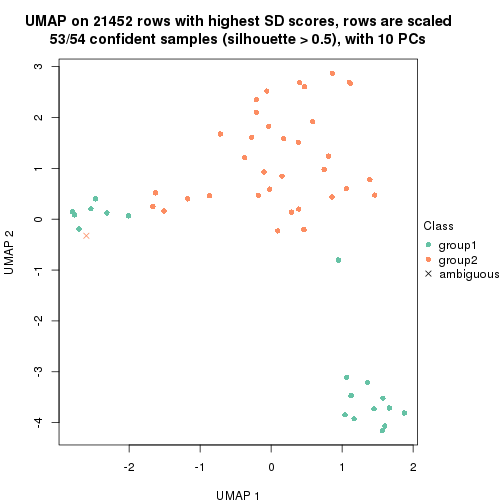 UMAP on 21452 rows with highest SD scores, rows are scaled
53/54 confident samples (silhouette > 0.5), with 10 PCs
3
2
1
0
-1
-2
-3
-4
UMAP 2
-2
-1
0
1
2
UMAP 1
Class
group1
group2
ambiguous